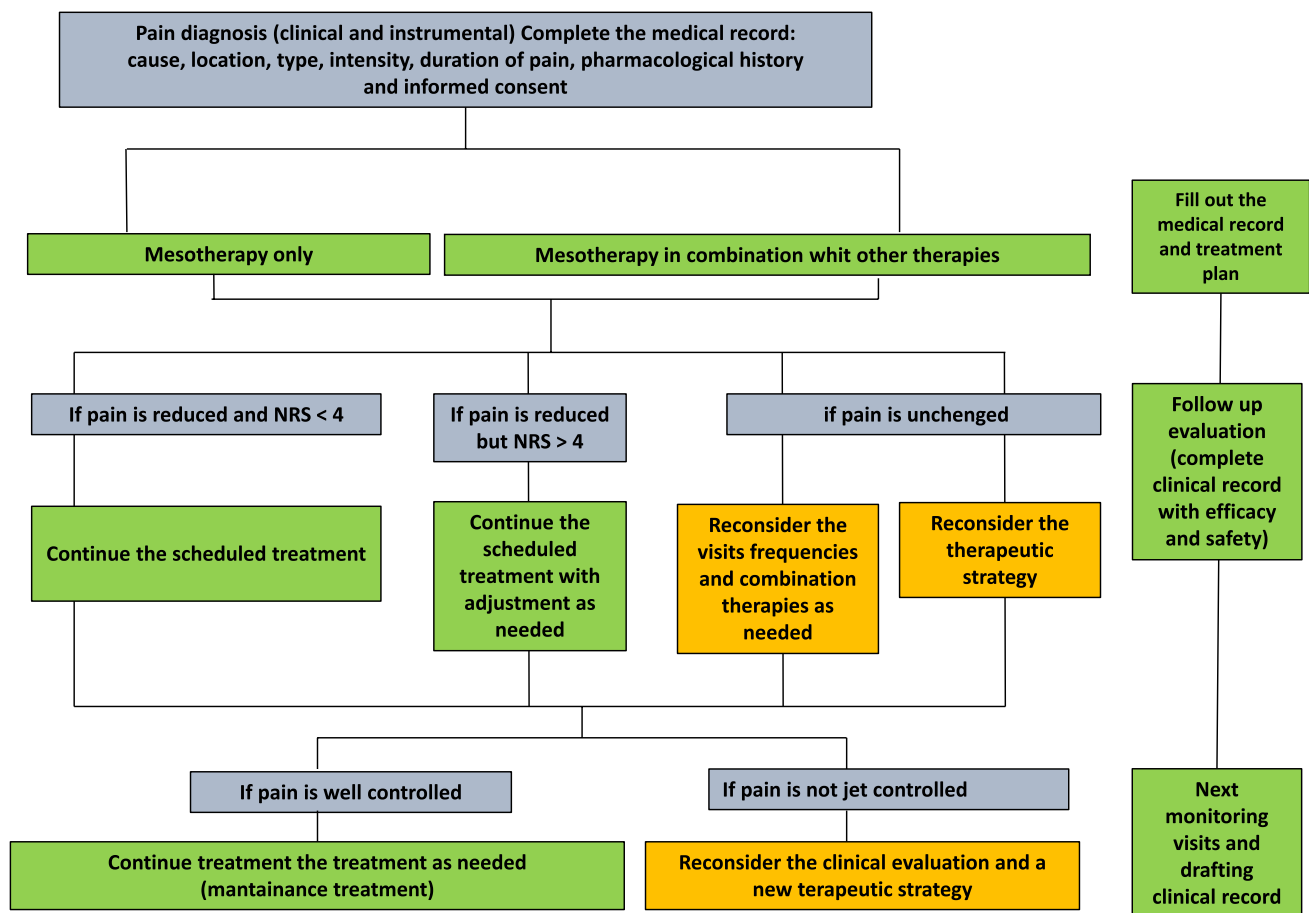 Pain diagnosis (clinical and instrumental) Complete the medical record:
cause, location, type, intensity, duration of pain, pharmacological history
and informed consent
Mesotherapy only
Mesotherapy in combination whit other therapies
Fill out the
medical record
and treatment
plan
If pain is reduced and NRS < 4
If pain is reduced
but NRS > 4
if pain is unchenged
Follow up
evaluation
(complete
clinical record
with efficacy
and safety)
Continue the scheduled treatment
Continue the
scheduled
treatment with
adjustment as
needed
Reconsider the
visits frequencies
and combination
therapies as
needed
Reconsider the
therapeutic
strategy
If pain is well controlled
If pain is not jet controlled
Next
monitoring
visits and
drafting
clinical record
Continue treatment the treatment as needed
(mantainance treatment)
Reconsider the clinical evaluation and a
new terapeutic strategy